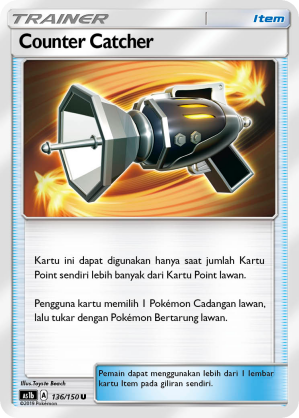 TRAINER Item
Counter Catcher
Kartu ini dapat digunakan hanya saat jumlah Kartu
Point sendiri lebih banyak dari Kartu Point lawan.
Pengguna kartu memilih 1 Pokémon Cadangan lawan,
lalu tukar dengan Pokémon Bertarung lawan.
Illus. Toyste Beach
Pemain dapat menggunakan lebih dari 1 lembar
kartu Item pada giliran sendiri.
AS1b A 136/150 U
©2019 Pokémon